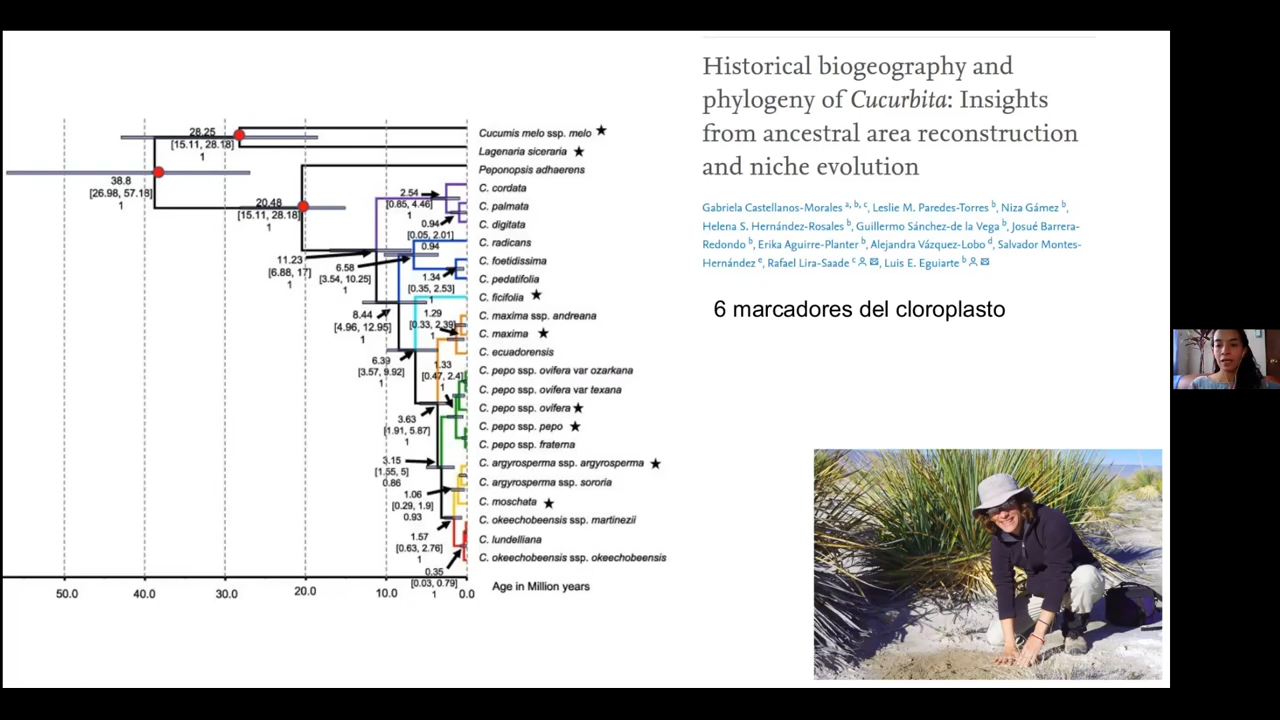 Historical biogeography and
phylogeny of Cucurbita: Insights
from ancestral area reconstruction
and niche evolution
Gabriela Castellanos-Morales a, b, c, Leslie M. Paredes-Torres b, Niza Gámez b,
Helena S. Hernández-Rosales b, Guillermo Sánchez-de la Vega b, Josué Barrera-
Redondo b, Erika Aguirre-Planter b, Alejandra Vázquez-Lobo d, Salvador Montes-
Hernández e, Rafael Lira-Saade c, Luis E. Eguiarte b
6 marcadores del cloroplasto
28.25
[15.11, 28.18]
1
38.8
[26.98, 57.18]
1
20.48
[15.11, 28.18]
1
2.54
[0.85, 4.46]
1
0.94
[0.05, 2.01]
0.94
11.23
[6.88, 17]
1
6.58
[3.54, 10.25]
1
1.34
[0.35, 2.53]
1
8.44
[4.96, 12.95]
1
1.29
[0.33, 2.39]
1
6.39
[3.57, 9.92]
1
1.33
[0.47, 2.4]
1
3.63
[1.91, 5.87]
1
3.15
[1.55, 5]
0.86
1.06
[0.29, 1.9]
0.93
1.57
[0.63, 2.76]
1
0.35
[0.03, 0.79]
1
Cucumis melo ssp. melo
Lagenaria siceraria
Peponopsis adhaerens
C. cordata
C. palmata
C. digitata
C. radicans
C. foetidissima
C. pedatifolia
C. ficifolia
C. maxima ssp. andreana
C. maxima
C. ecuadorensis
C. pepo ssp. ovifera var ozarkana
C. pepo ssp. ovifera var texana
C. pepo ssp. ovifera
C. pepo ssp. pepo
C. pepo ssp. fraterna
C. argyrosperma ssp. argyrosperma
C. argyrosperma ssp. sororia
C. moschata
C. okeechobeensis ssp. martinezii
C. lundelliana
C. okeechobeensis ssp. okeechobeensis
50.0 40.0 30.0 20.0 10.0 0.0
Age in Million years